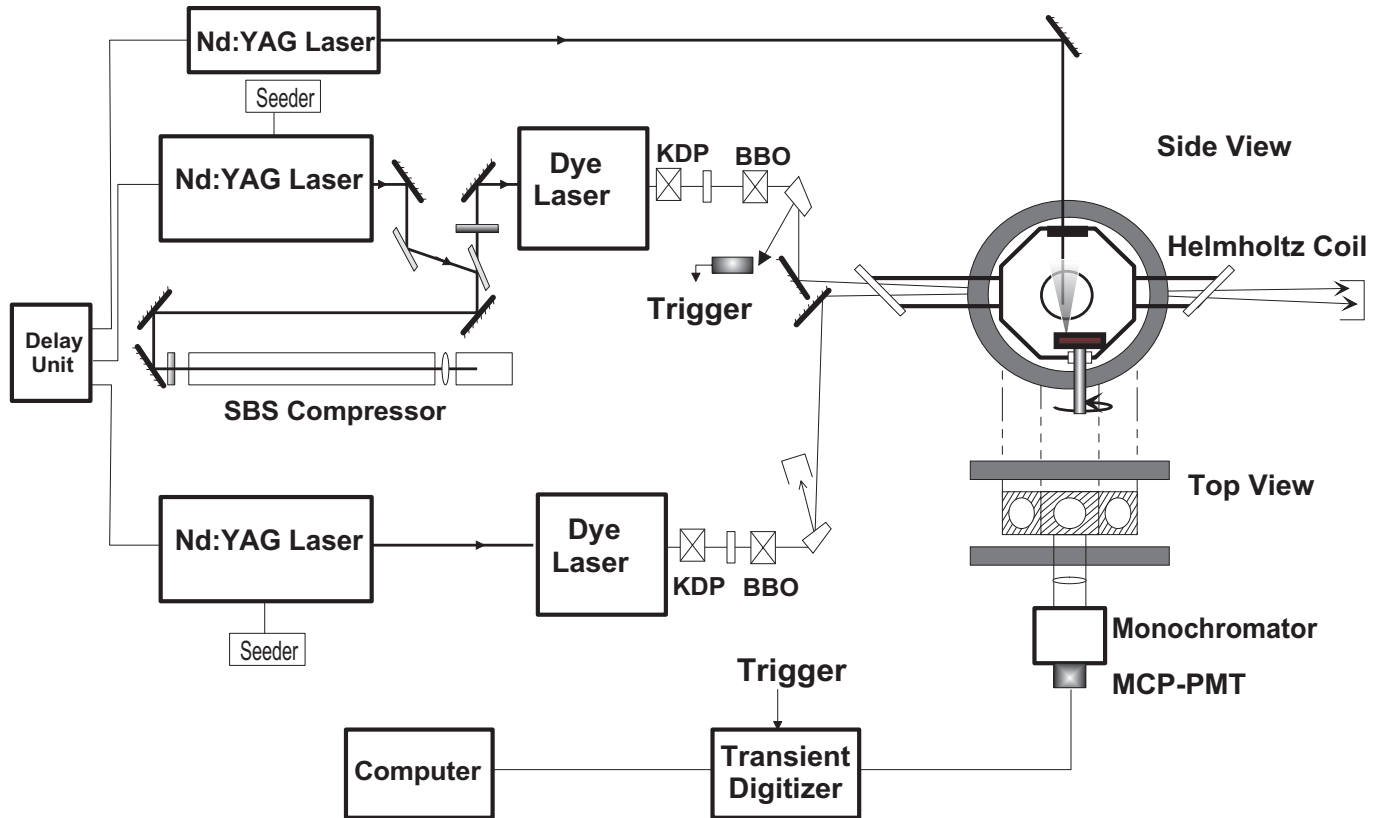 Nd:YAG Laser
Seeder
Nd:YAG Laser
Dye
Laser
KDP
BBO
Side View
Helmholtz Coil
Trigger
Delay
Unit
SBS Compressor
Top View
Nd:YAG Laser
Dye
Laser
KDP
BBO
Seeder
Monochromator
MCP-PMT
Trigger
Computer
Transient
Digitizer